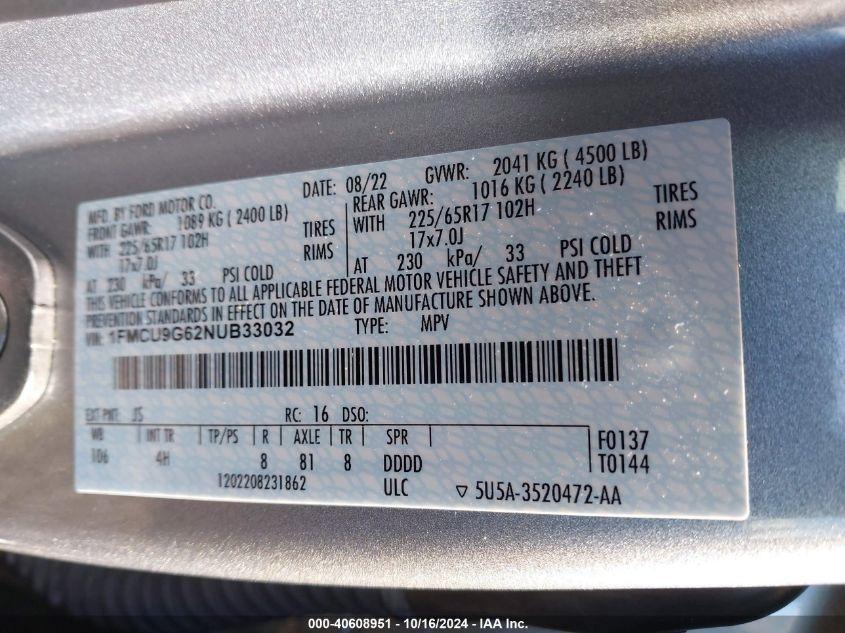 MFD. BY FORD MOTOR CO. DATE: 08/22 GVWR: 2041 KG ( 4500 LB)
FRONT GAWR: 1089 KG ( 2400 LB) REAR GAWR: 1016 KG ( 2240 LB)
WITH 225/65R17 102H TIRES WITH 225/65R17 102H TIRES
17x7.0J RIMS 17x7.0J RIMS
AT 230 kPa/ 33 PSI COLD AT 230 kPa/ 33 PSI COLD
THIS VEHICLE CONFORMS TO ALL APPLICABLE FEDERAL MOTOR VEHICLE SAFETY AND THEFT
PREVENTION STANDARDS IN EFFECT ON THE DATE OF MANUFACTURE SHOWN ABOVE.
VIN: 1FMCU9G62NUB33032 TYPE: MPV
EXT PNT: JS RC: 16 DSO:
WB INT TR TP/PS R AXLE TR SPR F0137
106 4H 8 81 8 DDDD T0144
1202208231862 ULC ▽ 5U5A-3520472-AA
000-40608951 - 10/16/2024 - IAA Inc.